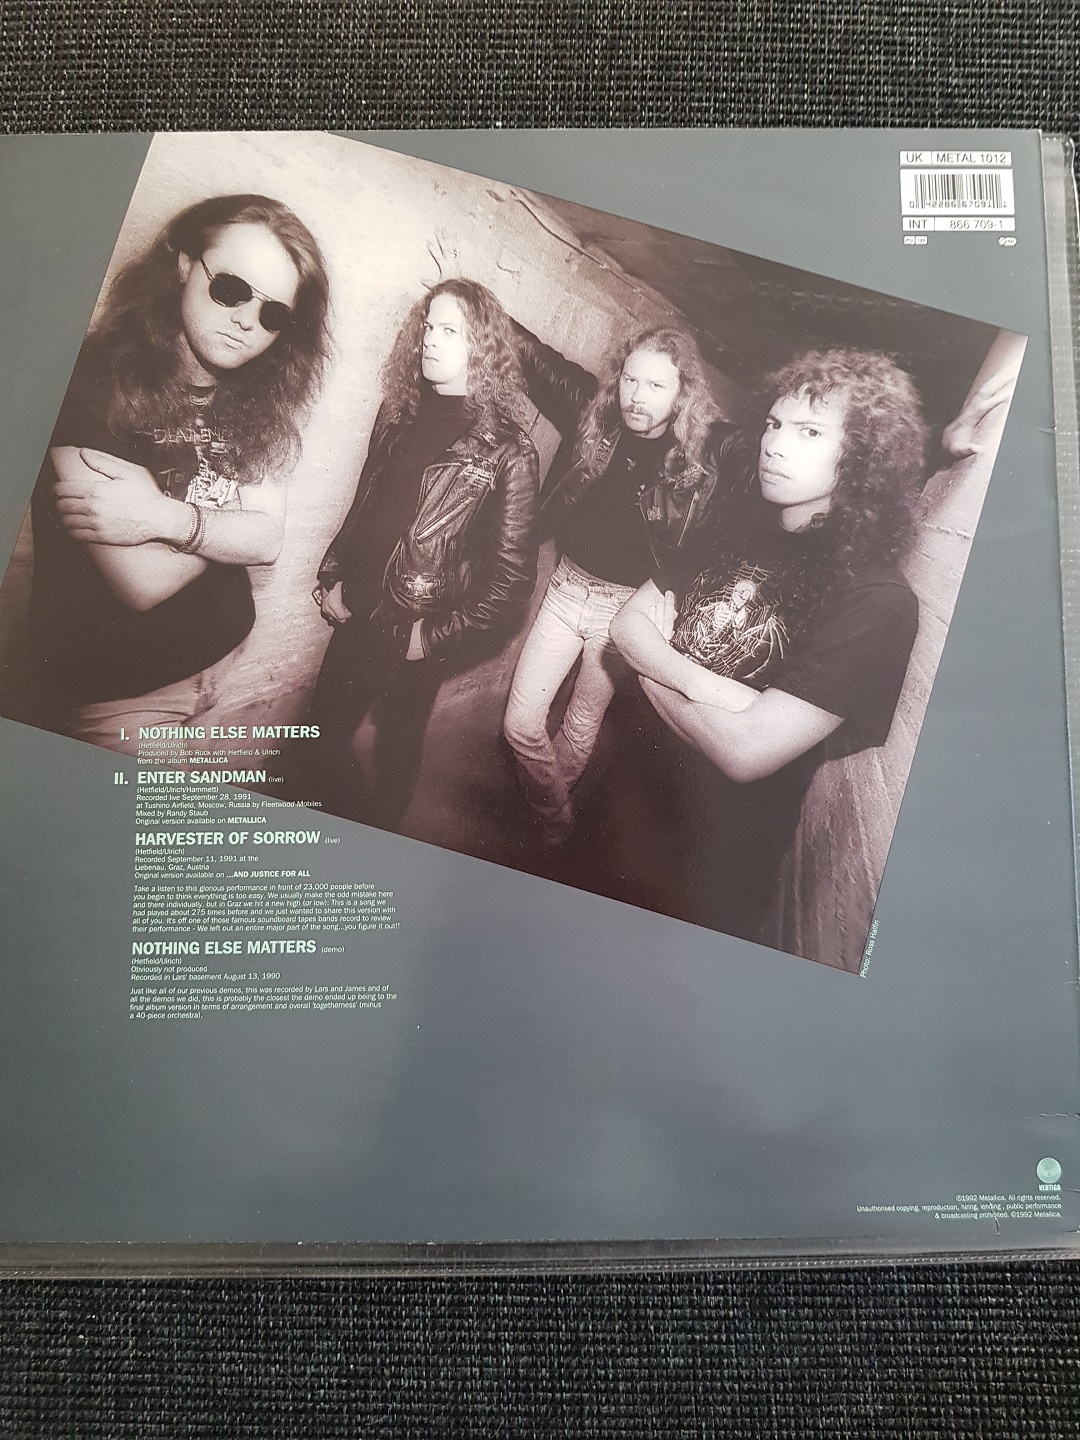 UK METAL 1012
0 42286 67091 1
INT 866 709-1
I. NOTHING ELSE MATTERS
(Hetfield/Ulrich)
Produced by Bob Rock with Hetfield & Ulrich
from the album METALLICA
II. ENTER SANDMAN (live)
(Hetfield/Ulrich/Hammett)
Recorded live September 28, 1991
at Tushino Airfield, Moscow, Russia by Fleetwood Mobiles
Mixed by Randy Staub
Original version available on METALLICA
HARVESTER OF SORROW (live)
(Hetfield/Ulrich)
Recorded September 11, 1991 at the
Liebenau, Graz, Austria
Original version available on ...AND JUSTICE FOR ALL
Take a listen to this glorious performance in front of 23,000 people before
you begin to think everything is too easy. We usually make the odd mistake here
and there individually, but in Graz we hit a new high (or low): This is a song we
had played about 275 times before and we just wanted to share this version with
all of you. It's off one of those famous soundboard tapes bands record to review
their performance - We left out an entire major part of the song...you figure it out!!
NOTHING ELSE MATTERS (demo)
(Hetfield/Ulrich)
Obviously not produced
Recorded in Lars' basement August 13, 1990
Just like all of our previous demos, this was recorded by Lars and James and of
all the demos we did, this is probably the closest the demo ended up being to the
final album version in terms of arrangement and overall 'togetherness' (minus
a 40-piece orchestra).
Photo: Ross Halfin
VERTIGO
℗1992 Metallica. All rights reserved.
Unauthorised copying, reproduction, hiring, lending, public performance
& broadcasting prohibited. ©1992 Metallica.